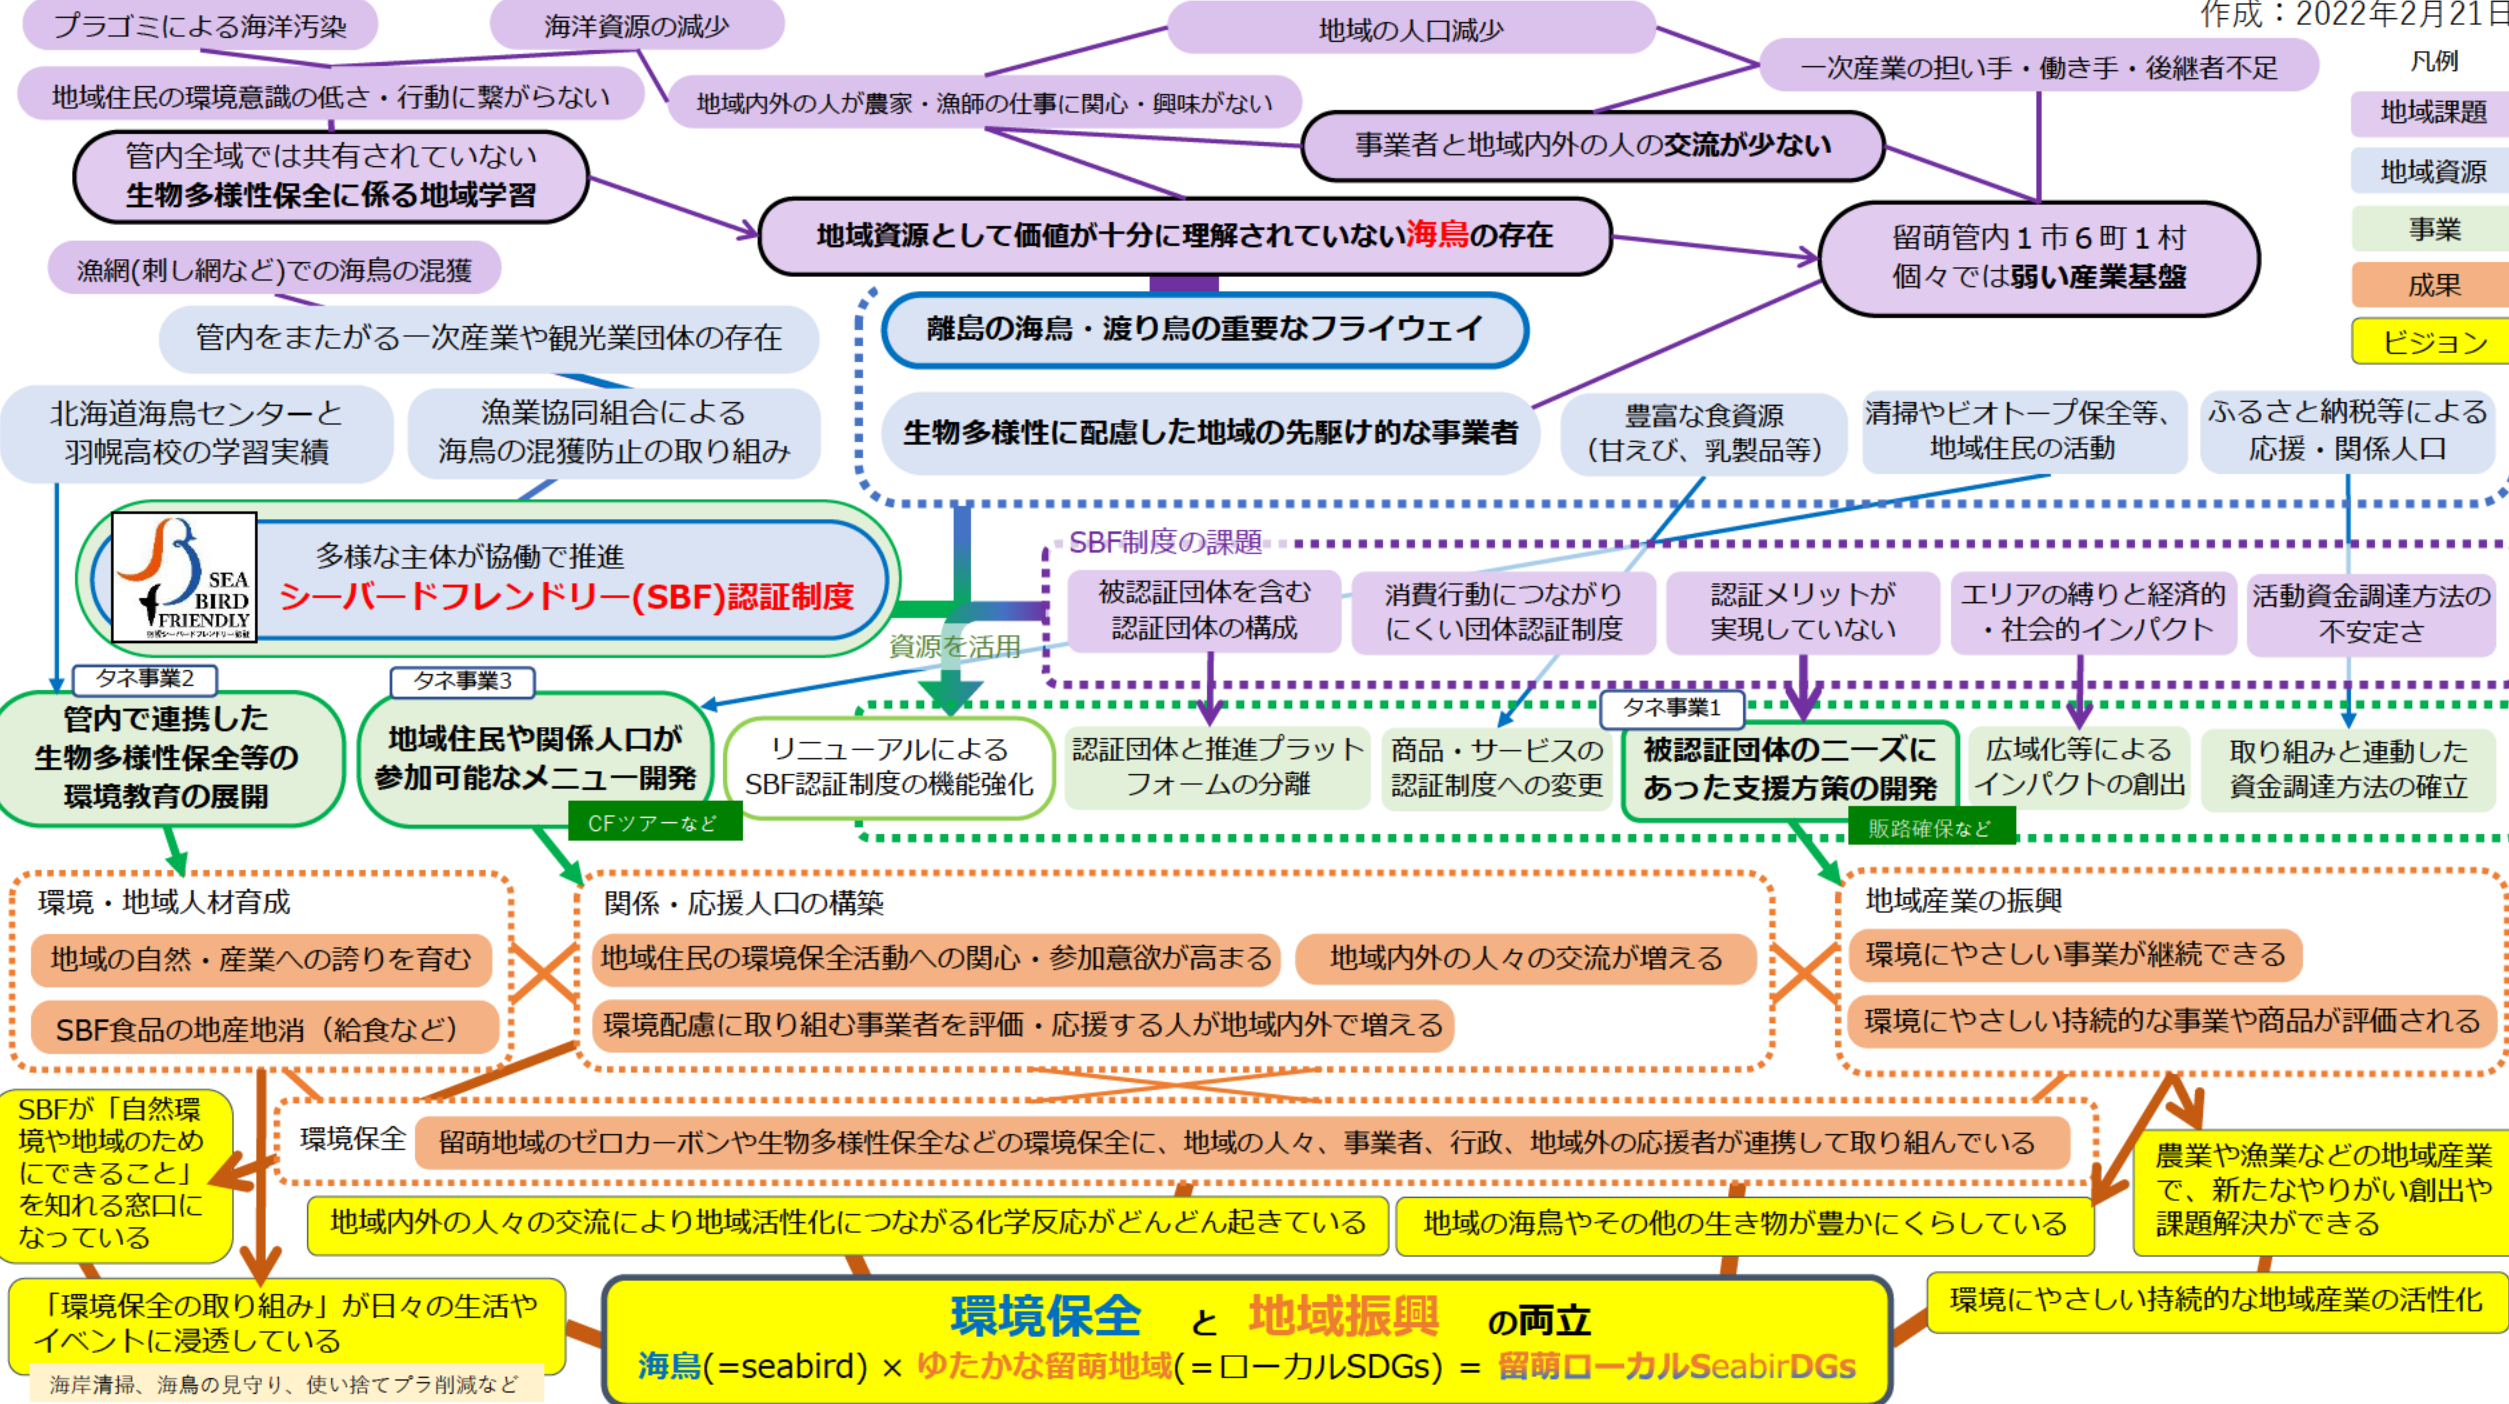 作成：2022年2月21日
プラゴミによる海洋汚染
海洋資源の減少
地域の人口減少
一次産業の担い手・働き手・後継者不足
地域住民の環境意識の低さ・行動に繋がらない
地域内外の人が農家・漁師の仕事に関心・興味がない
事業者と地域内外の人の交流が少ない
管内全域では共有されていない
生物多様性保全に係る地域学習
地域資源として価値が十分に理解されていない海鳥の存在
留萌管内１市６町１村
個々では弱い産業基盤
漁網(刺し網など)での海鳥の混獲
凡例
地域課題
地域資源
事業
成果
ビジョン
管内をまたがる一次産業や観光業団体の存在
離島の海鳥・渡り鳥の重要なフライウェイ
北海道海鳥センターと
羽幌高校の学習実績
漁業協同組合による
海鳥の混獲防止の取り組み
生物多様性に配慮した地域の先駆け的な事業者
豊富な食資源
（甘えび、乳製品等）
清掃やビオトープ保全等、
地域住民の活動
ふるさと納税等による
応援・関係人口
SEA
BIRD
FRIENDLY
多様な主体が協働で推進
シーバードフレンドリー(SBF)認証制度
資源を活用
SBF制度の課題
被認証団体を含む
認証団体の構成
消費行動につながり
にくい団体認証制度
認証メリットが
実現していない
エリアの縛りと経済的
・社会的インパクト
活動資金調達方法の
不安定さ
タネ事業2
管内で連携した
生物多様性保全等の
環境教育の展開
タネ事業3
地域住民や関係人口が
参加可能なメニュー開発
CFツアーなど
リニューアルによる
SBF認証制度の機能強化
認証団体と推進プラット
フォームの分離
商品・サービスの
認証制度への変更
タネ事業1
被認証団体のニーズに
あった支援方策の開発
販路確保など
広域化等による
インパクトの創出
取り組みと連動した
資金調達方法の確立
環境・地域人材育成
地域の自然・産業への誇りを育む
SBF食品の地産地消（給食など）
関係・応援人口の構築
地域住民の環境保全活動への関心・参加意欲が高まる
地域内外の人々の交流が増える
環境配慮に取り組む事業者を評価・応援する人が地域内外で増える
地域産業の振興
環境にやさしい事業が継続できる
環境にやさしい持続的な事業や商品が評価される
環境保全
留萌地域のゼロカーボンや生物多様性保全などの環境保全に、地域の人々、事業者、行政、地域外の応援者が連携して取り組んでいる
SBFが「自然環
境や地域のため
にできること」
を知れる窓口に
なっている
地域内外の人々の交流により地域活性化につながる化学反応がどんどん起きている
地域の海鳥やその他の生き物が豊かにくらしている
農業や漁業などの地域産業
で、新たなやりがい創出や
課題解決ができる
「環境保全の取り組み」が日々の生活や
イベントに浸透している
海岸清掃、海鳥の見守り、使い捨てプラ削減など
環境保全 と 地域振興 の両立
海鳥(=seabird) × ゆたかな留萌地域(=ローカルSDGs) = 留萌ローカルSeabirDGs
環境にやさしい持続的な地域産業の活性化